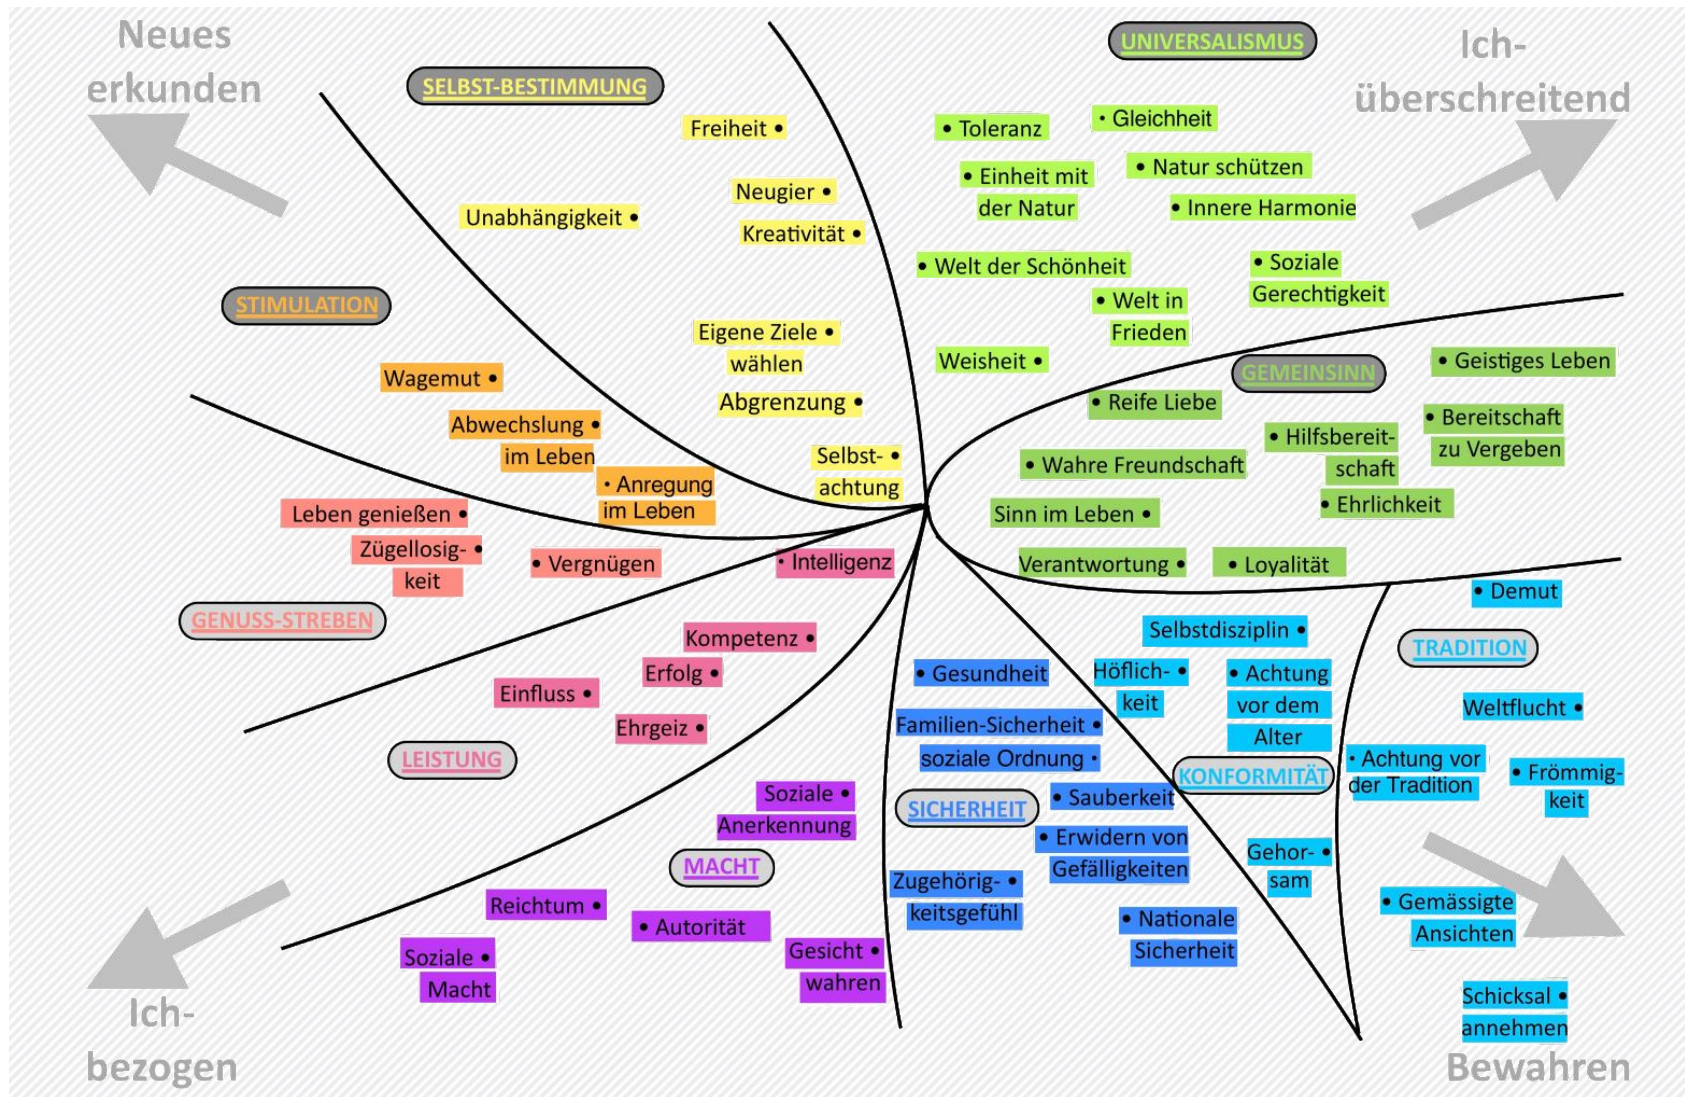 Neues
erkunden
Ich-
überschreitend
UNIVERSALISMUS
Toleranz
Gleichheit
Natur schützen
Einheit mit
der Natur
Innere Harmonie
Welt der Schönheit
Soziale
Gerechtigkeit
Welt in
Frieden
Weisheit
SELBST-BESTIMMUNG
Freiheit
Neugier
Unabhängigkeit
Kreativität
Eigene Ziele
wählen
Abgrenzung
Selbst-
achtung
STIMULATION
Wagemut
Abwechslung
im Leben
Anregung
im Leben
GEMEINSINN
Geistiges Leben
Reife Liebe
Bereitschaft
zu Vergeben
Hilfsbereit-
schaft
Wahre Freundschaft
Ehrlichkeit
Sinn im Leben
Verantwortung
Loyalität
Leben genießen
Zügellosig-
keit
Vergnügen
GENUSS-STREBEN
Intelligenz
Kompetenz
Erfolg
Einfluss
Ehrgeiz
LEISTUNG
Soziale
Anerkennung
MACHT
Reichtum
Autorität
Soziale
Macht
Gesicht
wahren
Gesundheit
Familien-Sicherheit
soziale Ordnung
SICHERHEIT
Sauberkeit
Erwidern von
Gefälligkeiten
Zugehörig-
keitsgefühl
Nationale
Sicherheit
Selbstdisziplin
Höflich-
keit
Achtung
vor dem
Alter
KONFORMITÄT
Gehor-
sam
Demut
TRADITION
Weltflucht
Achtung vor
der Tradition
Frömmig-
keit
Gemässigte
Ansichten
Schicksal
annehmen
Ich-
bezogen
Bewahren